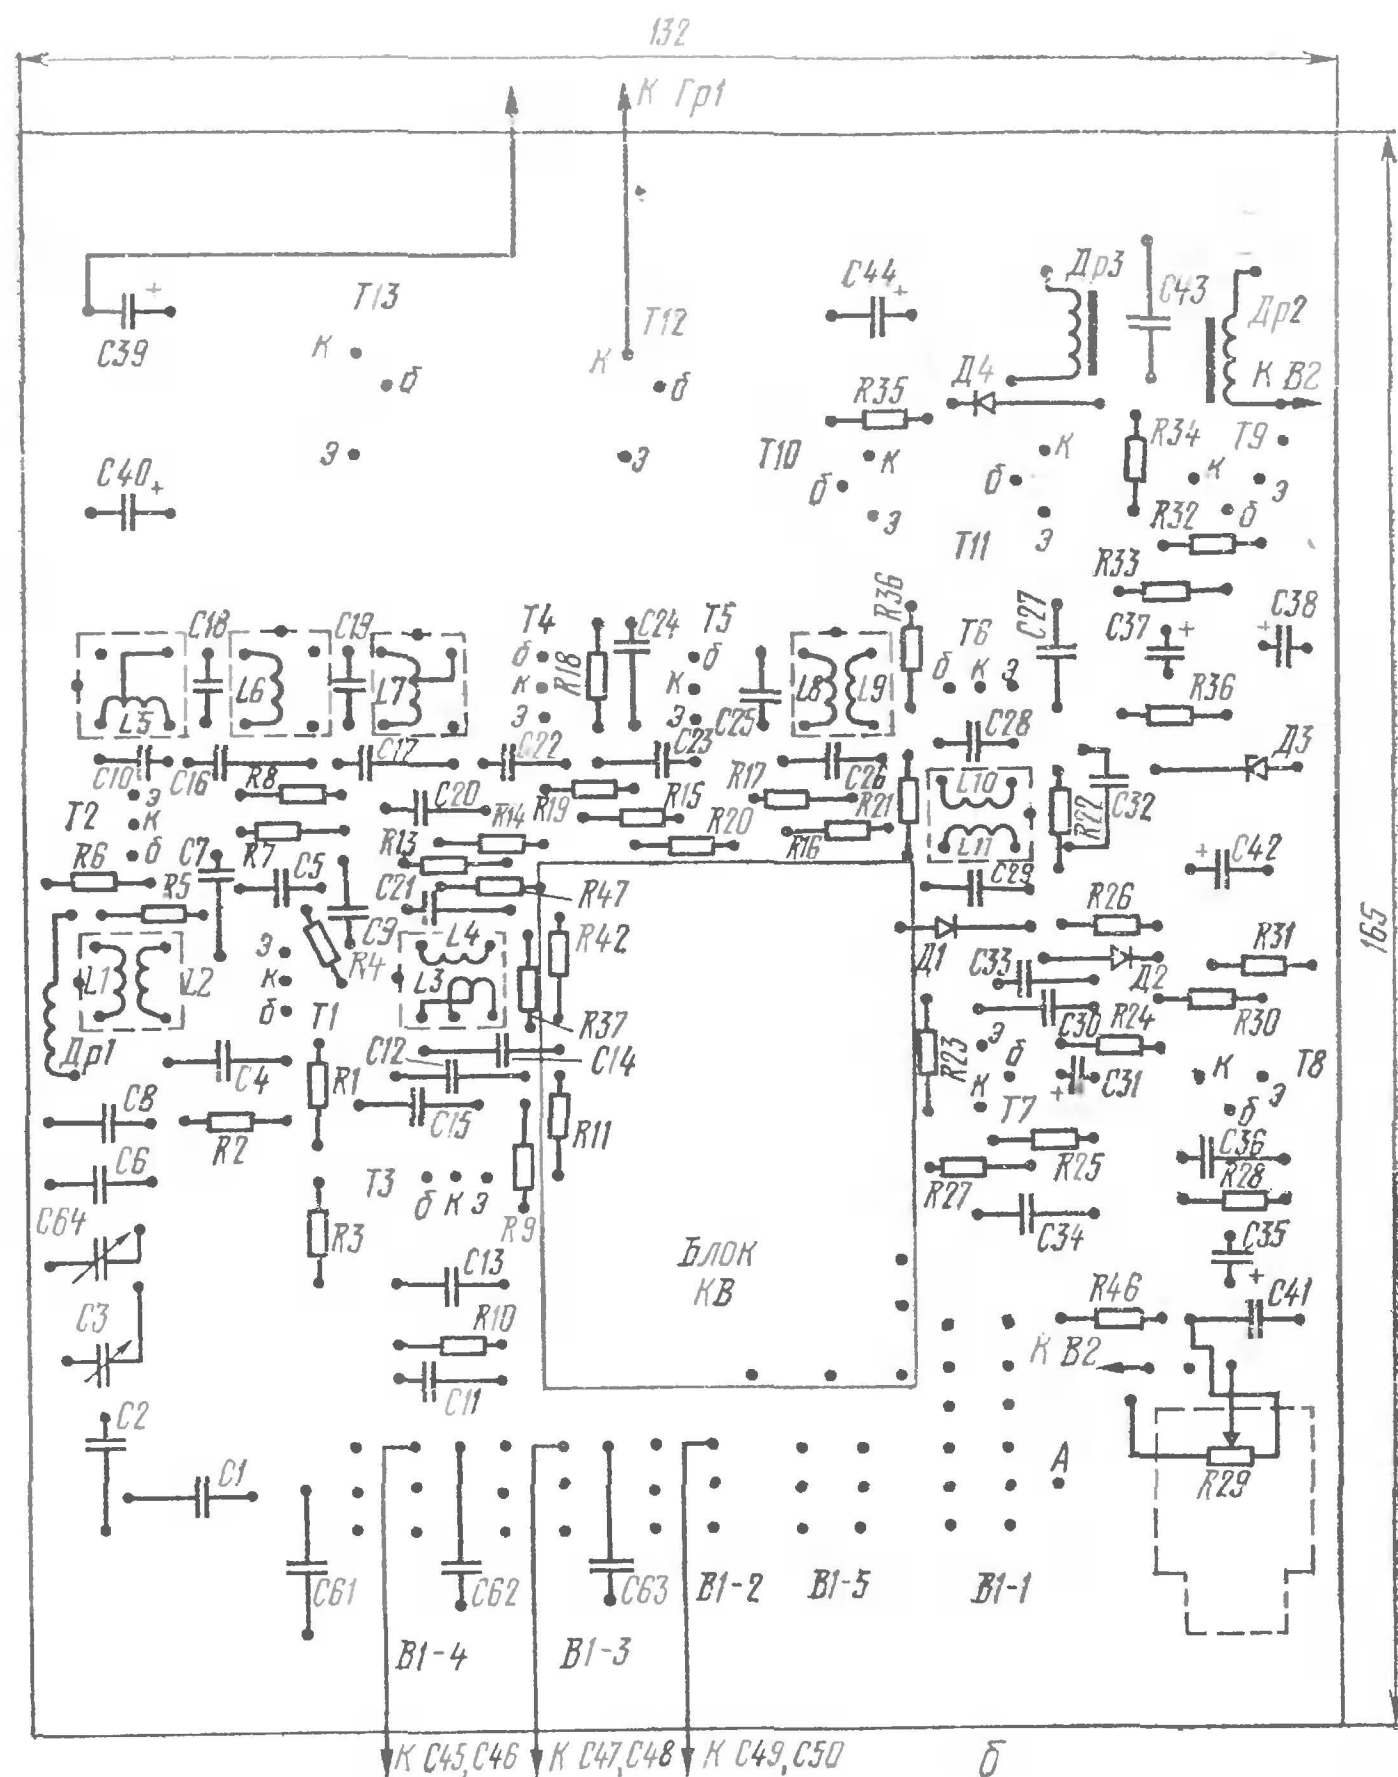 132
К Гр1
Т13
С39
К
б
Э
С40
+
Т12
К
б
Э
С44
+
Др3
С43
Др2
К В2
Д4
R35
Т10
К
б
Э
R34
Т9
К
Э
б
К
б
Э
Т11
R32
R33
165
С18
С19
Т4
б
К
Э
R18
С24
Т5
б
К
Э
R36
Т6
б
К
Э
С27
С37
+
С38
+
L5
L6
L7
С25
L8
L9
R36
С10
С16
С17
С22
С23
С26
С28
Д3
R8
С20
R19
R15
R17
R21
L10
R22
С32
Т2
Э
К
б
R7
R14
R20
R16
L11
С42
+
R6
С7
С5
R13
С21
R47
С29
R5
С9
R4
L4
R42
R26
R31
L1
L2
Э
К
б
L3
Д1
С33
Д2
Т1
R37
С30
R24
R30
Др1
С4
R1
С12
С14
R23
Э
б
К
Т7
С31
+
К
Э
б
Т8
С8
R2
С15
R11
С36
С6
Т3
б К Э
R9
R27
R25
R28
С64
R3
С34
С35
+
С13
Блок
КВ
С3
R10
R46
С41
С11
К В2
С2
С1
А
R29
С61
С62
С63
В1-2
В1-5
В1-1
В1-4
В1-3
К С45,С46
К С47,С48
К С49,С50
б